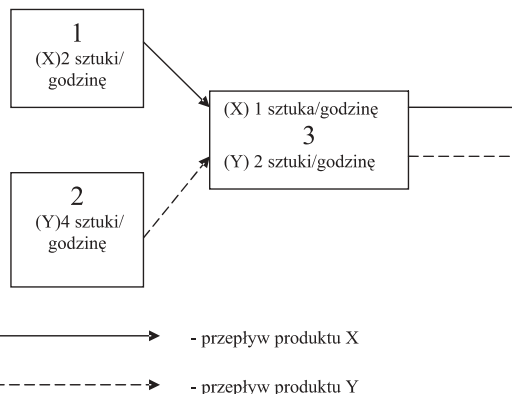 1
(X)2 sztuki/
godzinę
2
(Y)4 sztuki/
godzinę
(X) 1 sztuka/godzinę
3
(Y) 2 sztuki/godzinę
- przepływ produktu X
- przepływ produktu Y